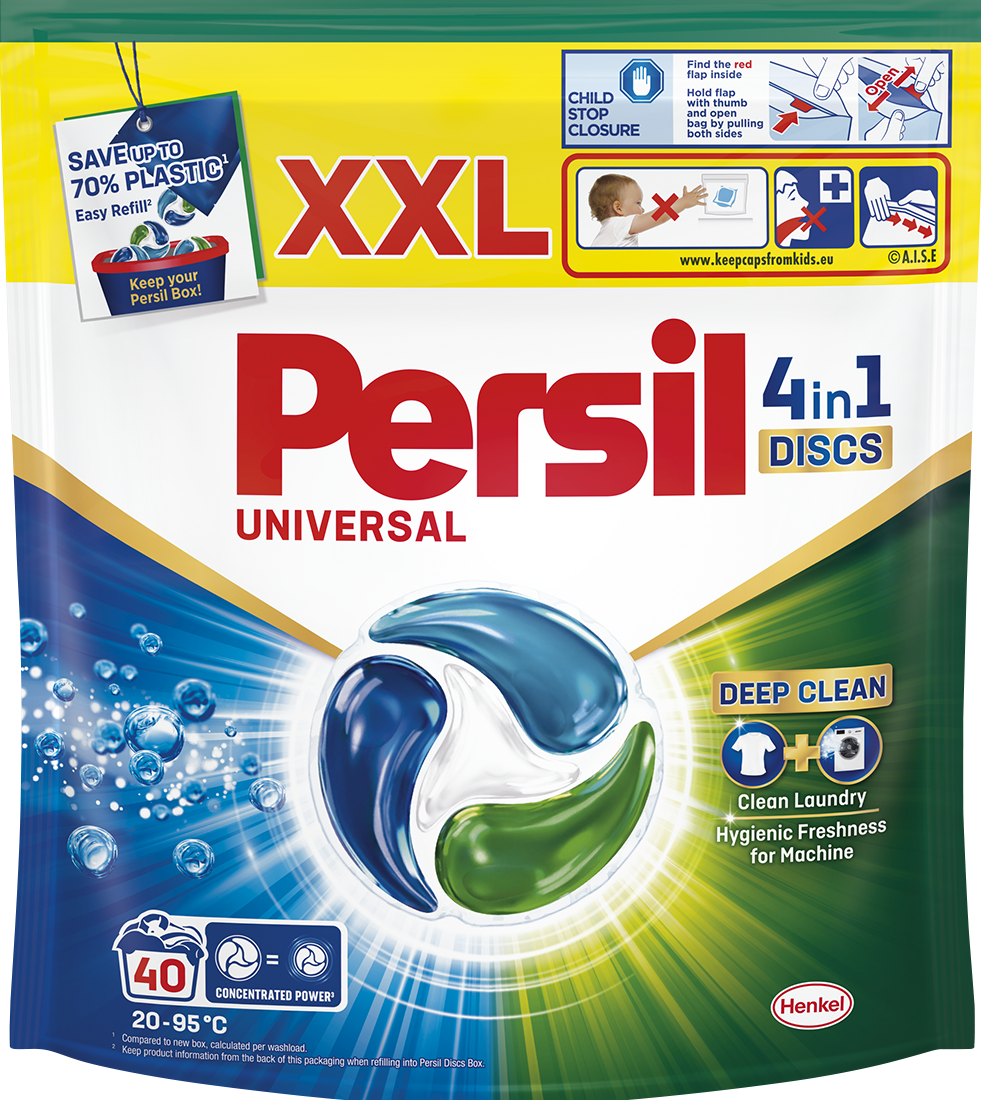 SAVE UP TO
70% PLASTIC¹
Easy Refill²
Keep your
Persil Box!
XXL
CHILD
STOP
CLOSURE
Find the red
flap inside
Hold flap
with thumb
and open
bag by pulling
both sides
Open
www.keepcapsfromkids.eu
©A.I.S.E
Persil
UNIVERSAL
4in1
DISCS
DEEP CLEAN
Clean Laundry
Hygienic Freshness
for Machine
40
=
CONCENTRATED POWER³
20-95°C
¹ Compared to new box, calculated per washload.
² Keep product information from the back of this packaging when refilling into Persil Discs Box.
Henkel